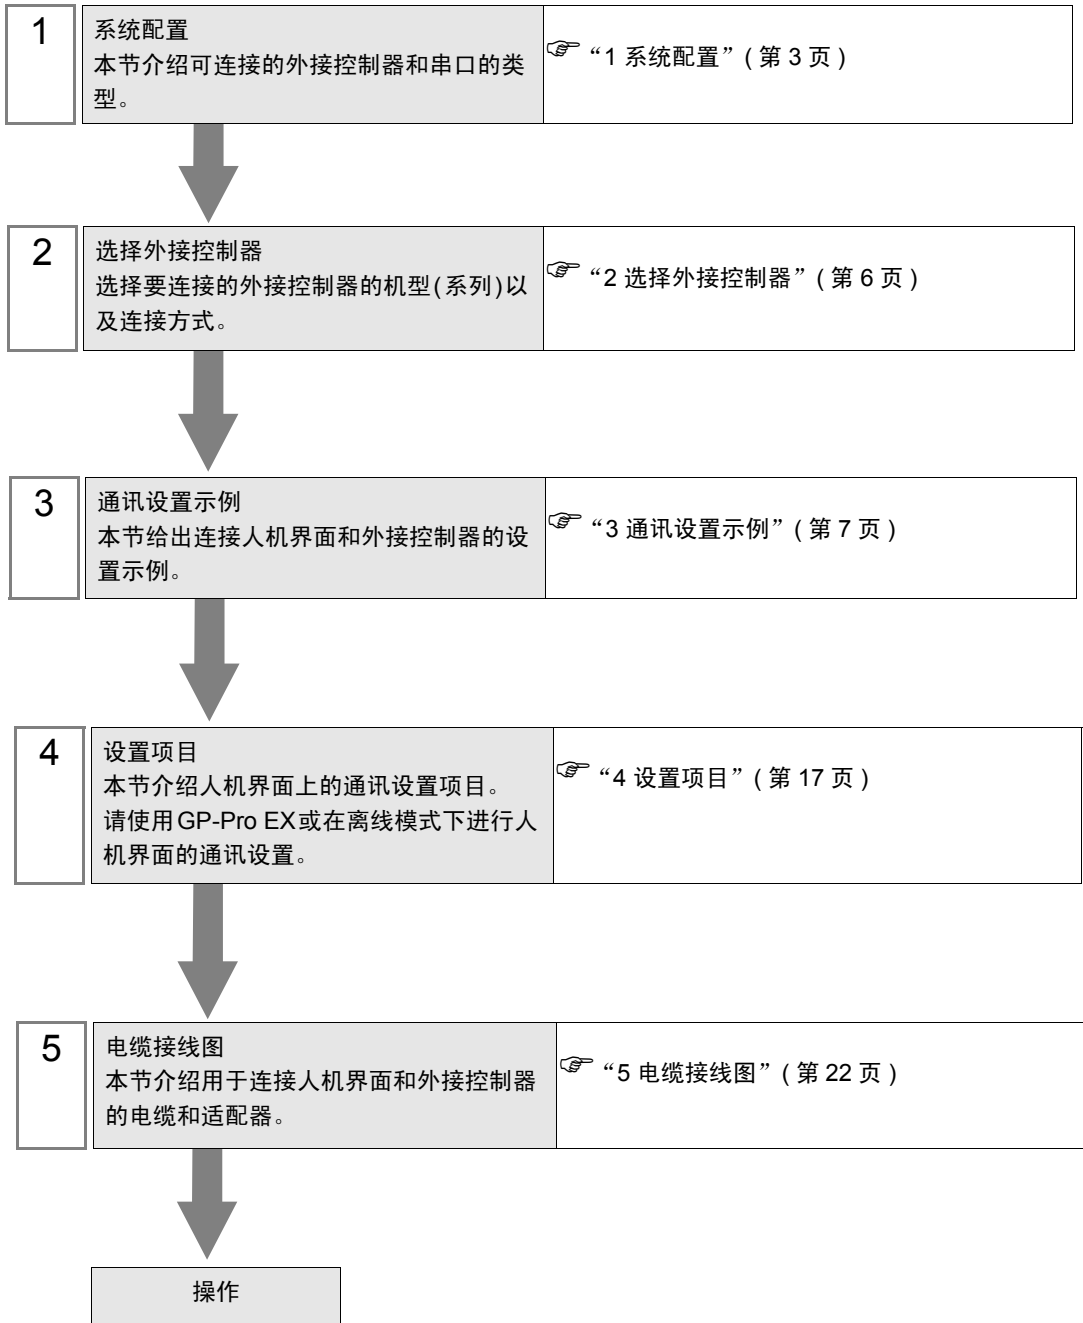 1
系统配置
本节介绍可连接的外接控制器和串口的类
型。
☞ “1 系统配置” ( 第 3 页 )
2
选择外接控制器
选择要连接的外接控制器的机型(系列)以
及连接方式。
☞ “2 选择外接控制器” ( 第 6 页 )
3
通讯设置示例
本节给出连接人机界面和外接控制器的设
置示例。
☞ “3 通讯设置示例” ( 第 7 页 )
4
设置项目
本节介绍人机界面上的通讯设置项目。
请使用GP-Pro EX或在离线模式下进行人
机界面的通讯设置。
☞ “4 设置项目” ( 第 17 页 )
5
电缆接线图
本节介绍用于连接人机界面和外接控制器
的电缆和适配器。
☞ “5 电缆接线图” ( 第 22 页 )
操作